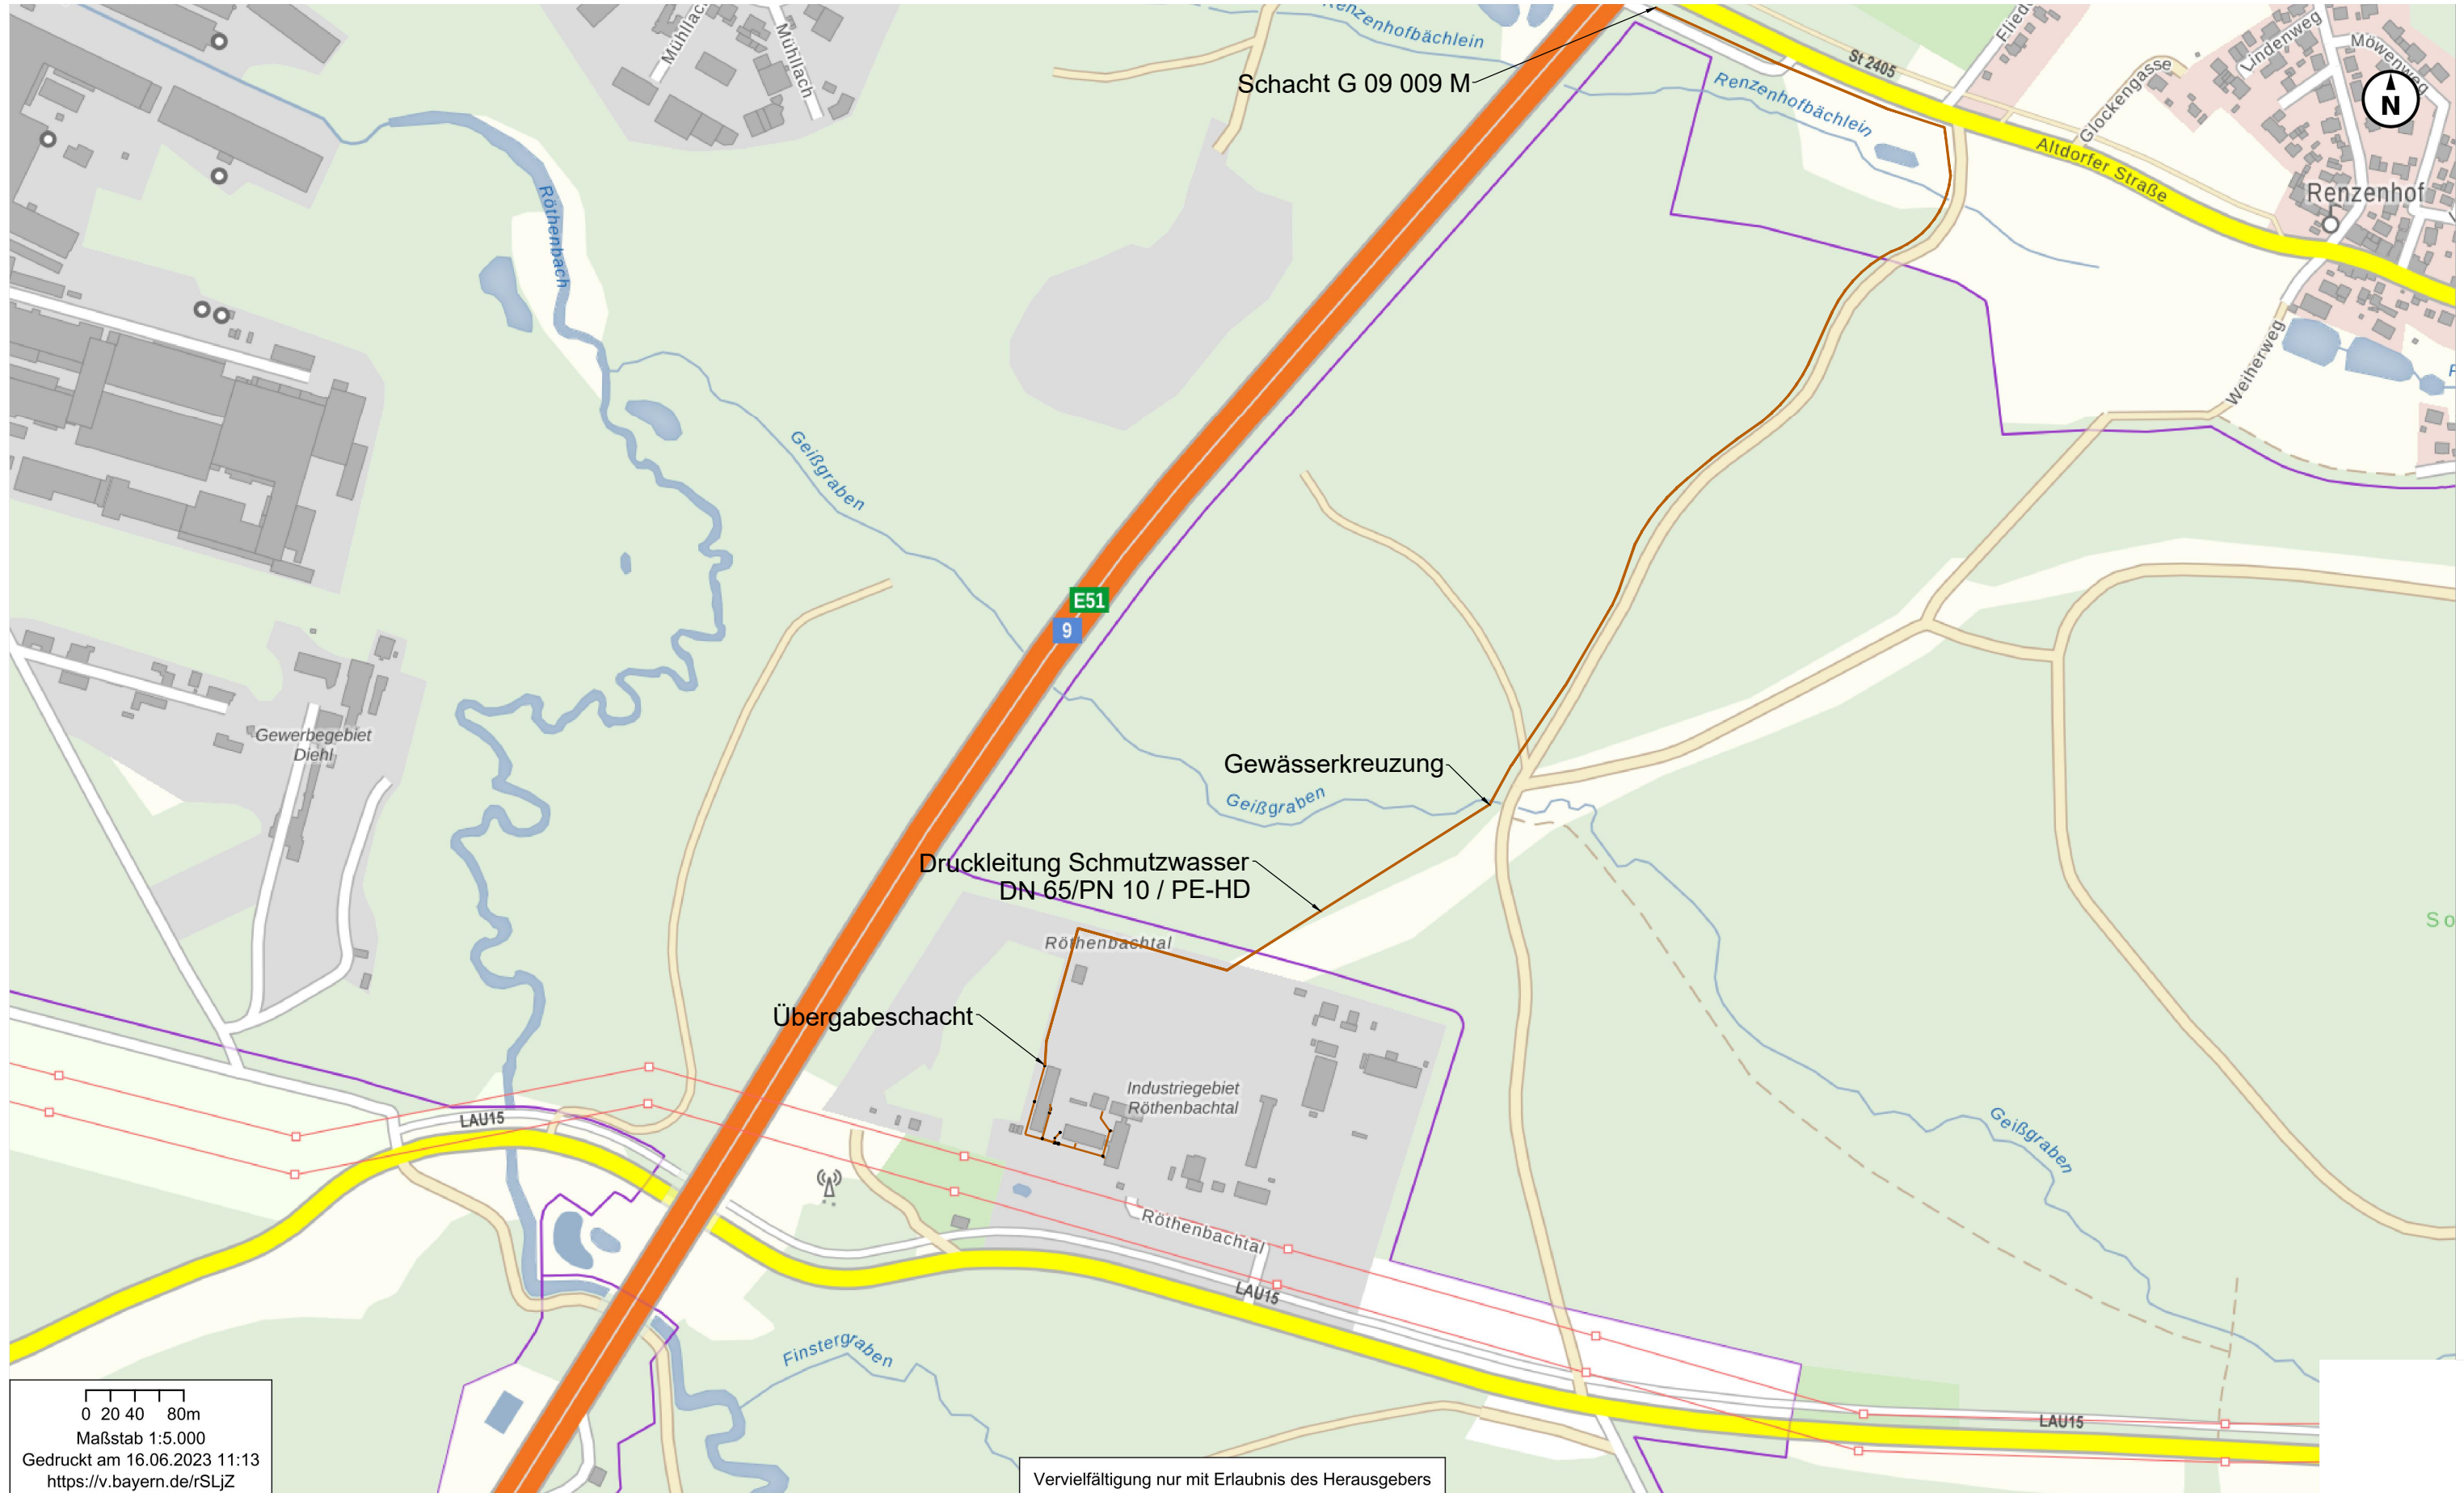 Mühllach
Mühllach
Renzenhofbächlein
Schacht G 09 009 M
St 2405
Renzenhofbächlein
Lindenweg
Möwenweg
Glockengasse
N
Altdorfer Straße
Renzenhof
Röthenbach
Weiherweg
Geißgraben
E51
9
Gewerbegebiet
Diehl
Gewässerkreuzung
Geißgraben
Druckleitung Schmutzwasser
DN 65/PN 10 / PE-HD
So
Röthenbachtal
Übergabeschacht
Industriegebiet
Röthenbachtal
LAU15
Geißgraben
Röthenbachtal
LAU15
Finstergraben
LAU15
0 20 40 80m
Maßstab 1:5.000
Gedruckt am 16.06.2023 11:13
https://v.bayern.de/rSLjZ
Vervielfältigung nur mit Erlaubnis des Herausgebers